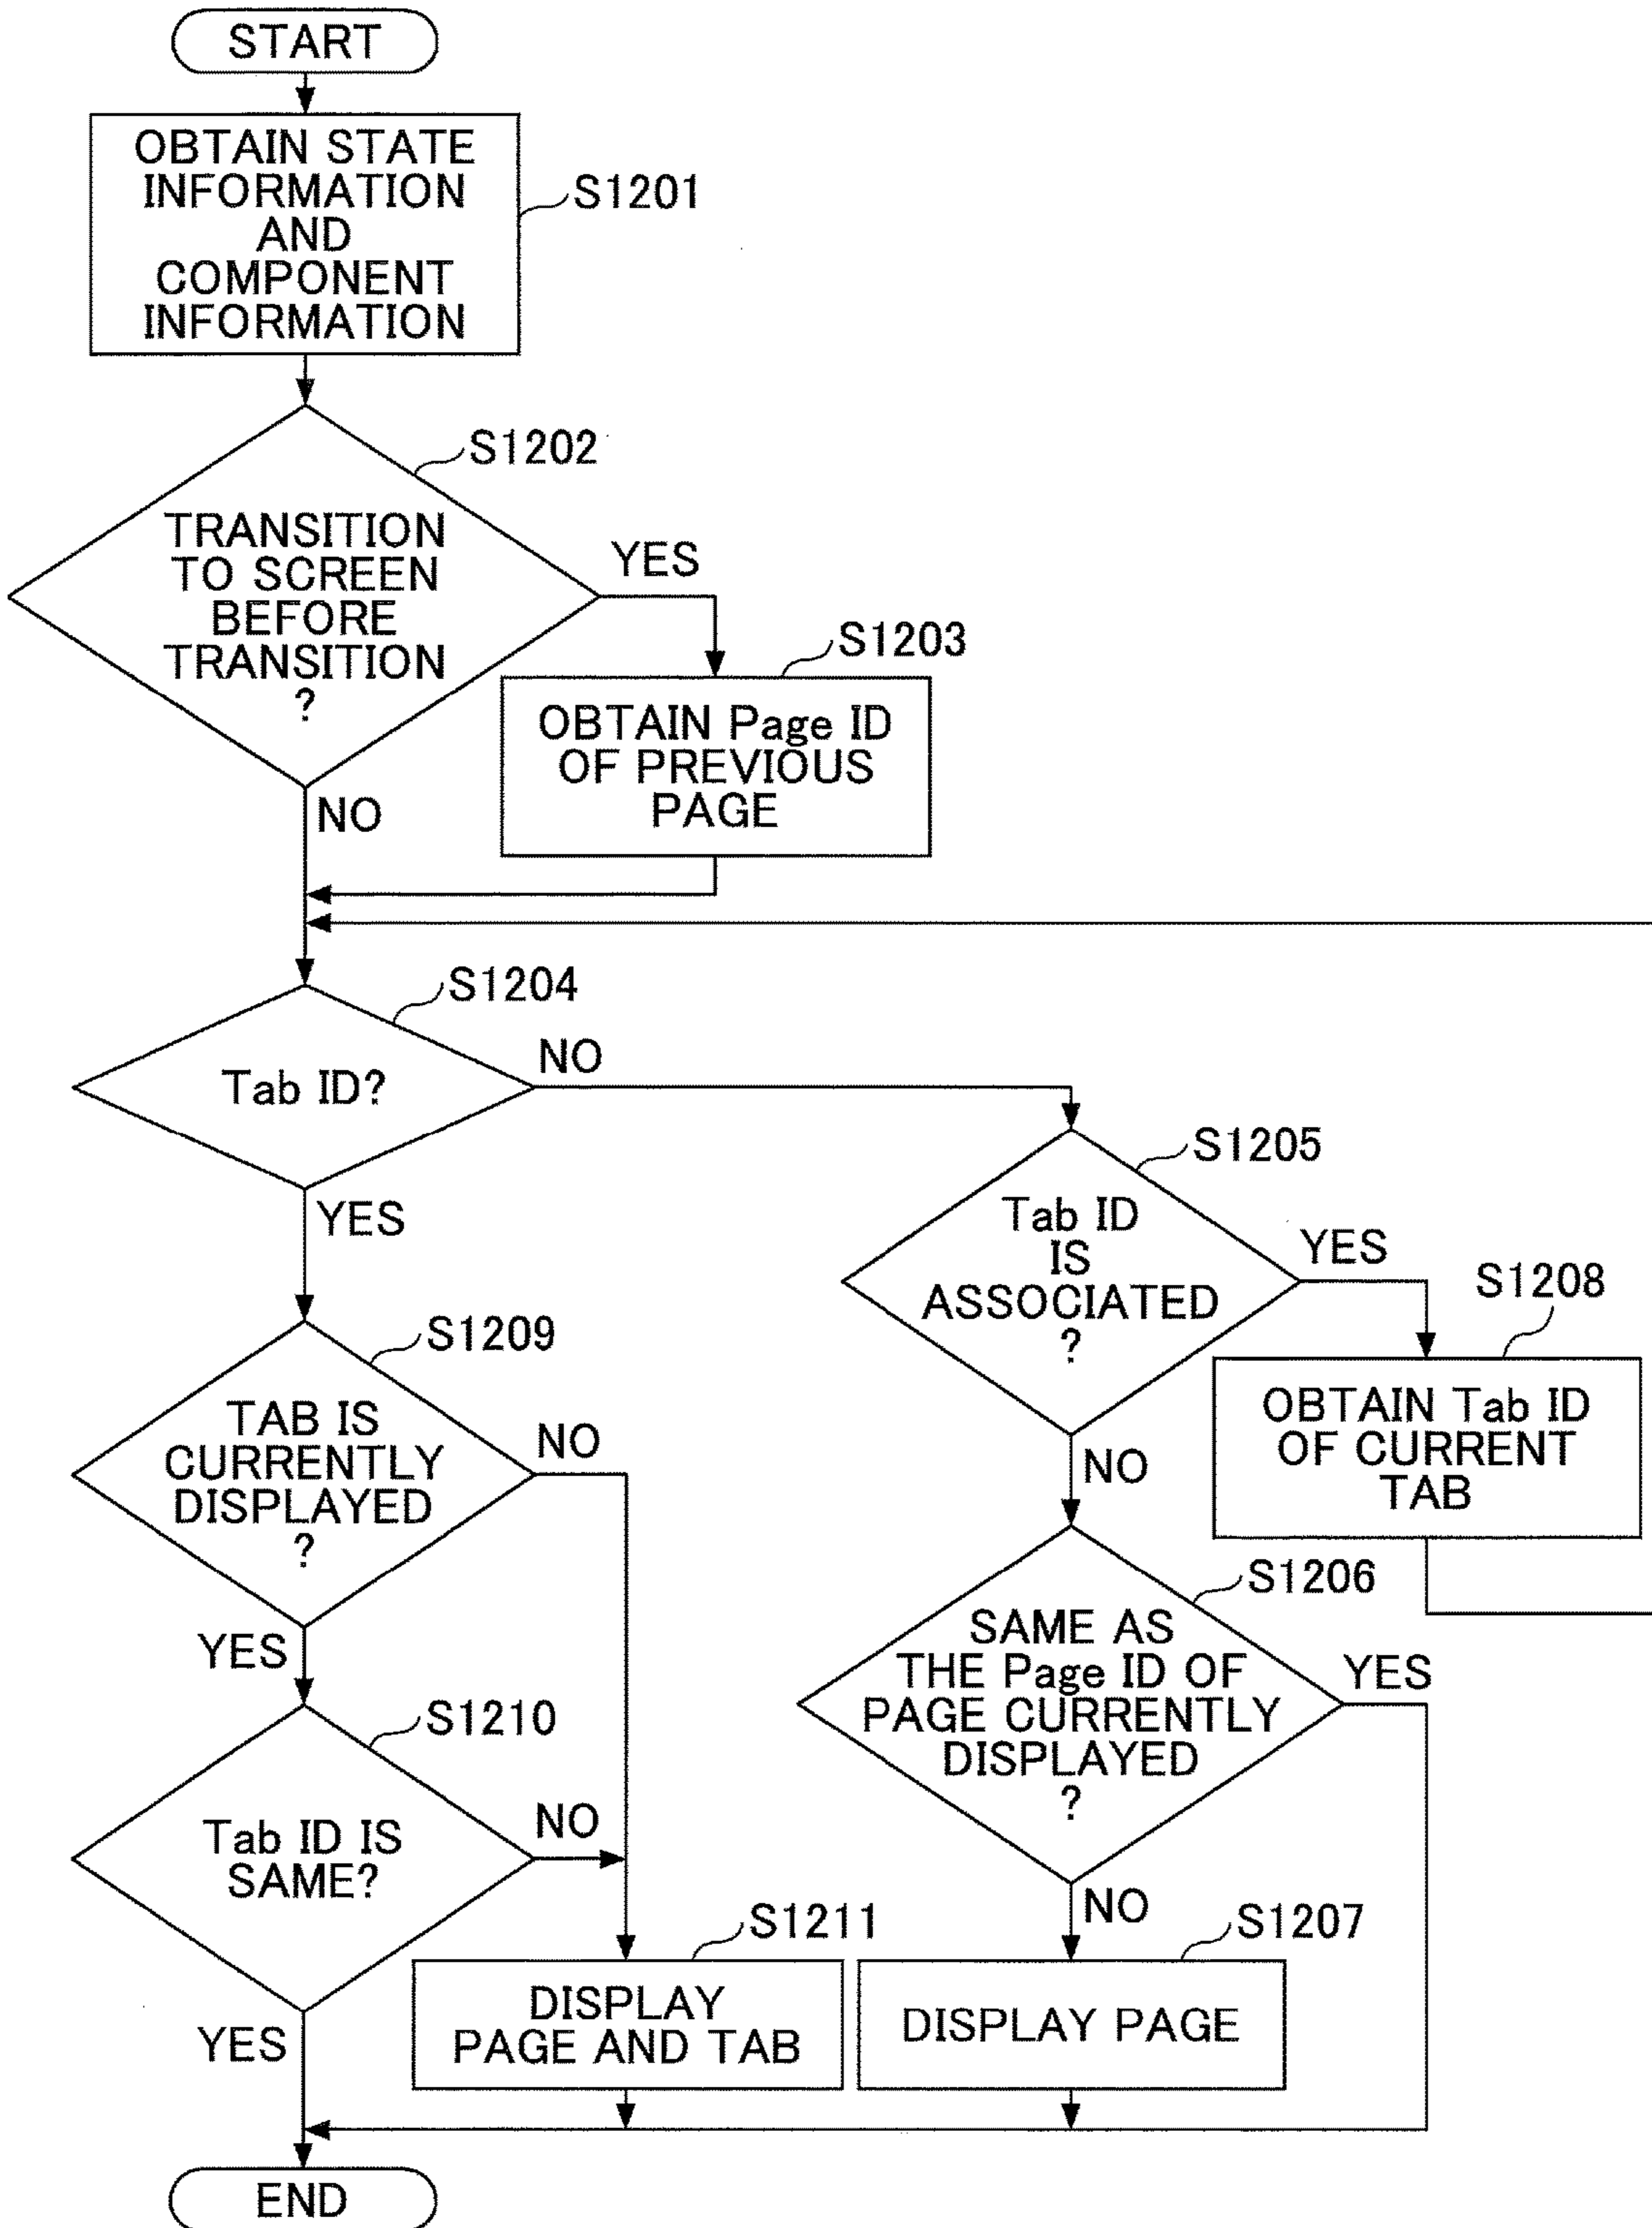 START
OBTAIN STATE
INFORMATION
AND
COMPONENT
INFORMATION
S1201
S1202
TRANSITION
TO SCREEN
BEFORE
TRANSITION
?
YES
S1203
OBTAIN Page ID
OF PREVIOUS
PAGE
NO
S1204
Tab ID?
NO
YES
S1205
Tab ID
IS
ASSOCIATED
?
YES
S1208
OBTAIN Tab ID
OF CURRENT
TAB
NO
S1209
TAB IS
CURRENTLY
DISPLAYED
?
NO
YES
S1206
SAME AS
THE Page ID OF
PAGE CURRENTLY
DISPLAYED
?
YES
NO
S1210
Tab ID IS
SAME?
NO
YES
S1211
DISPLAY
PAGE AND TAB
S1207
DISPLAY PAGE
END